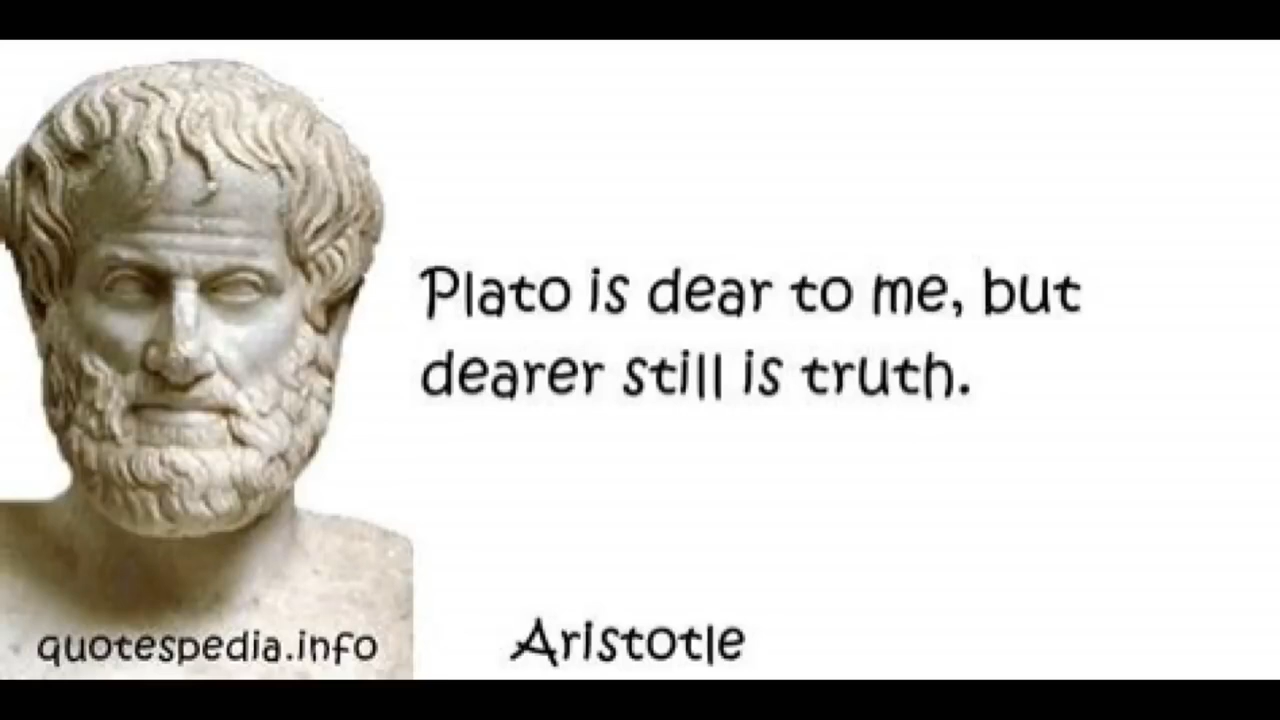 Plato is dear to me, but
dearer still is truth.
quotespedia.info
Aristotle